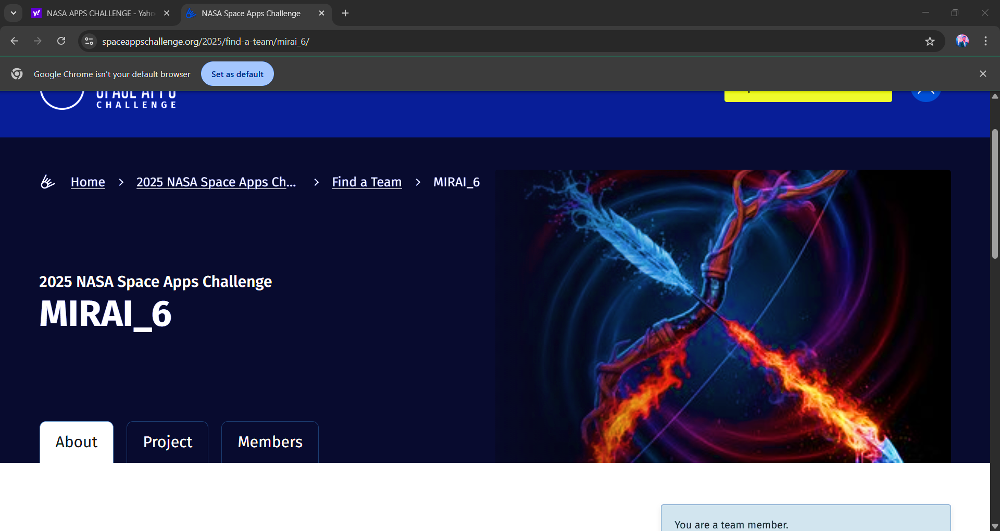 NASA APPS CHALLENGE - Yaho
NASA Space Apps Challenge
spaceappschallenge.org/2025/find-a-team/mirai_6/
Google Chrome isn't your default browser
Set as default
CHALLENGE
Home
2025 NASA Space Apps Ch...
Find a Team
MIRAI_6
2025 NASA Space Apps Challenge
MIRAI_6
About
Project
Members
You are a team member.